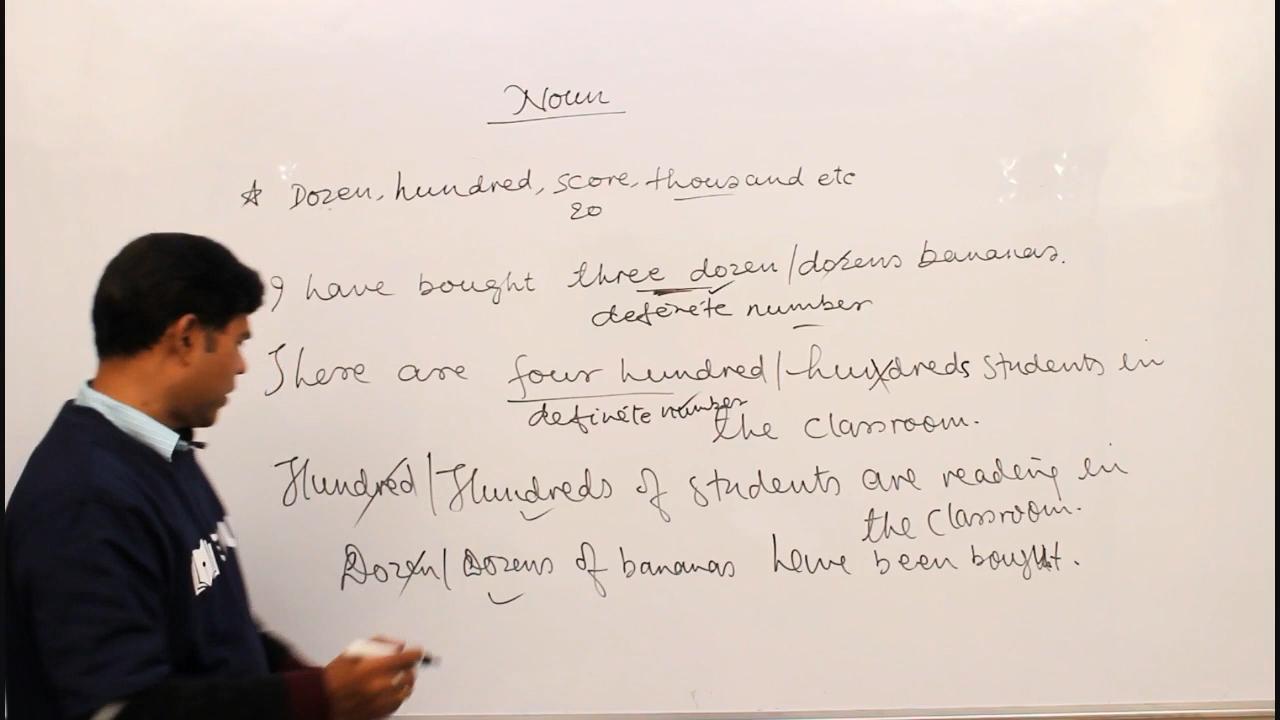 Noun
☆ Dozen, hundred, score, thousand etc
20
I have bought three dozen/dozens bananas.
definite number
There are four hundred/hundreds students in
definite number
the classroom.
Hundred/Hundreds of students are reading in
the classroom.
Dozen/Dozens of bananas have been bought.